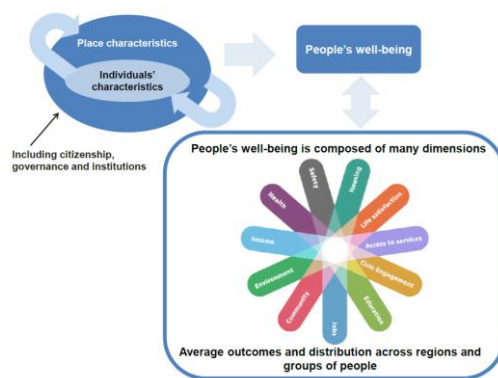 Place characteristics
Individuals'
characteristics
People's well-being
Including citizenship,
governance and institutions
People's well-being is composed of many dimensions
Safety
Housing
Health
Life satisfaction
Income
Access to services
Environment
Civic Engagement
Community
Education
Jobs
Average outcomes and distribution across regions and
groups of people